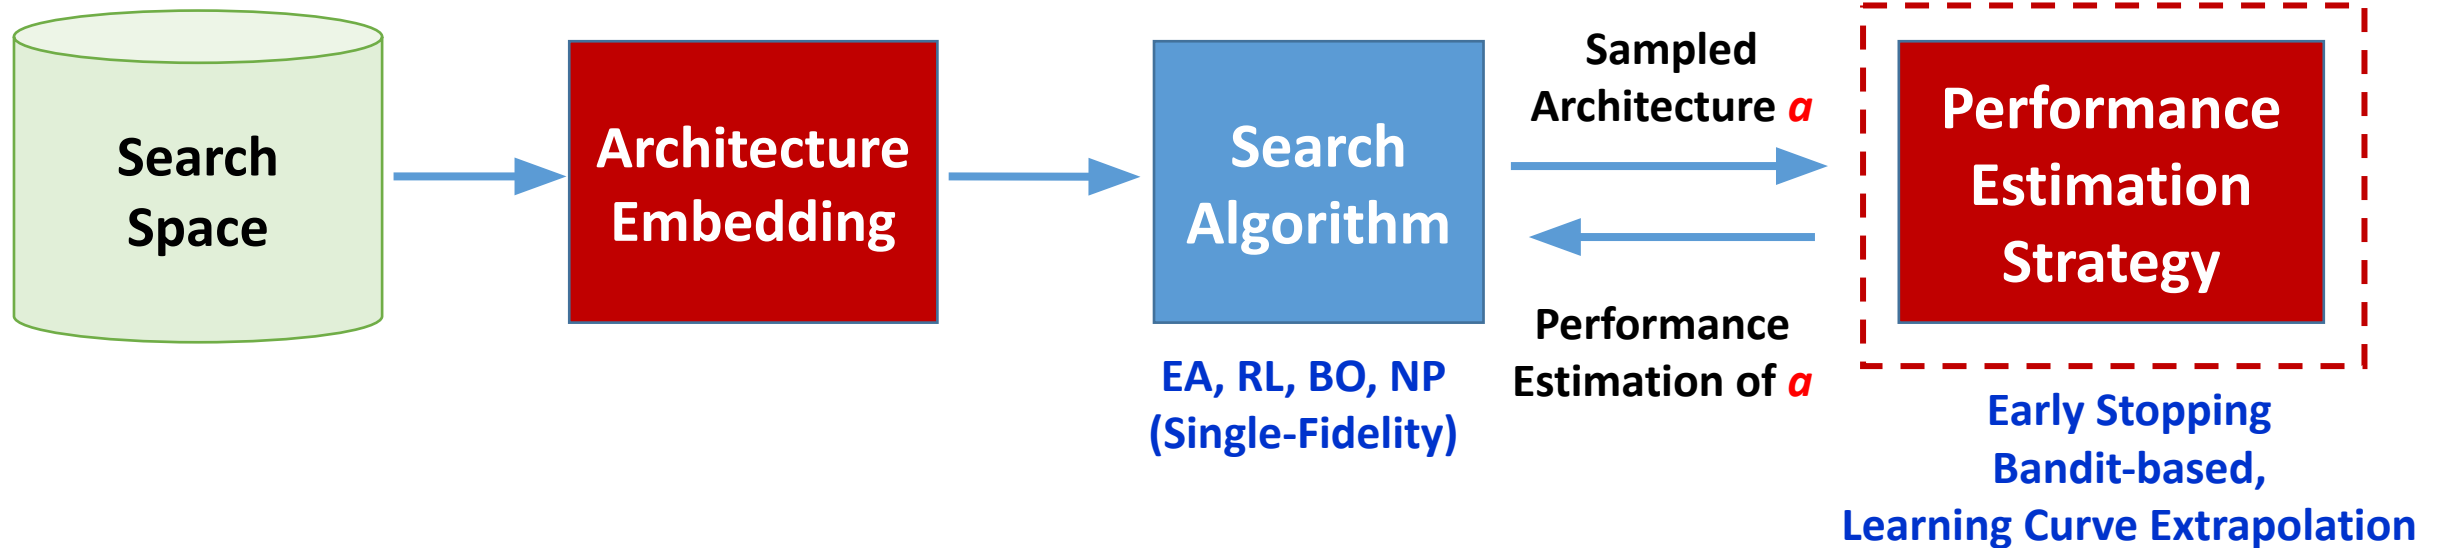 Search
Space
Architecture
Embedding
Search
Algorithm
EA, RL, BO, NP
(Single-Fidelity)
Sampled
Architecture a
Performance
Estimation of a
Performance
Estimation
Strategy
Early Stopping
Bandit-based,
Learning Curve Extrapolation